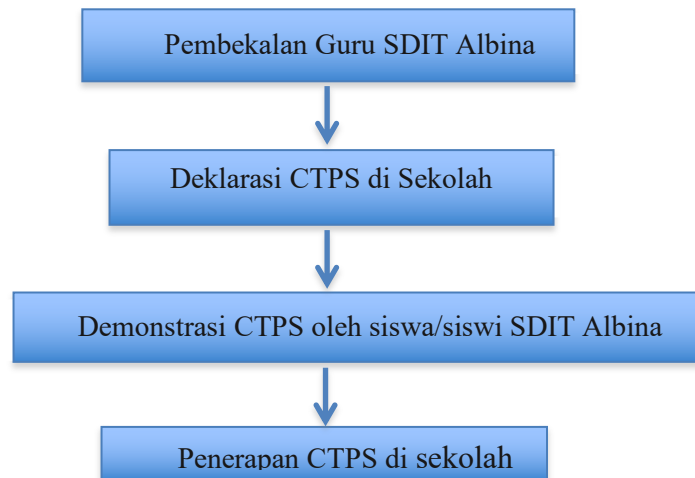 Pembekalan Guru SDIT Albina
Deklarasi CTPS di Sekolah
Demonstrasi CTPS oleh siswa/siswi SDIT Albina
Penerapan CTPS di sekolah